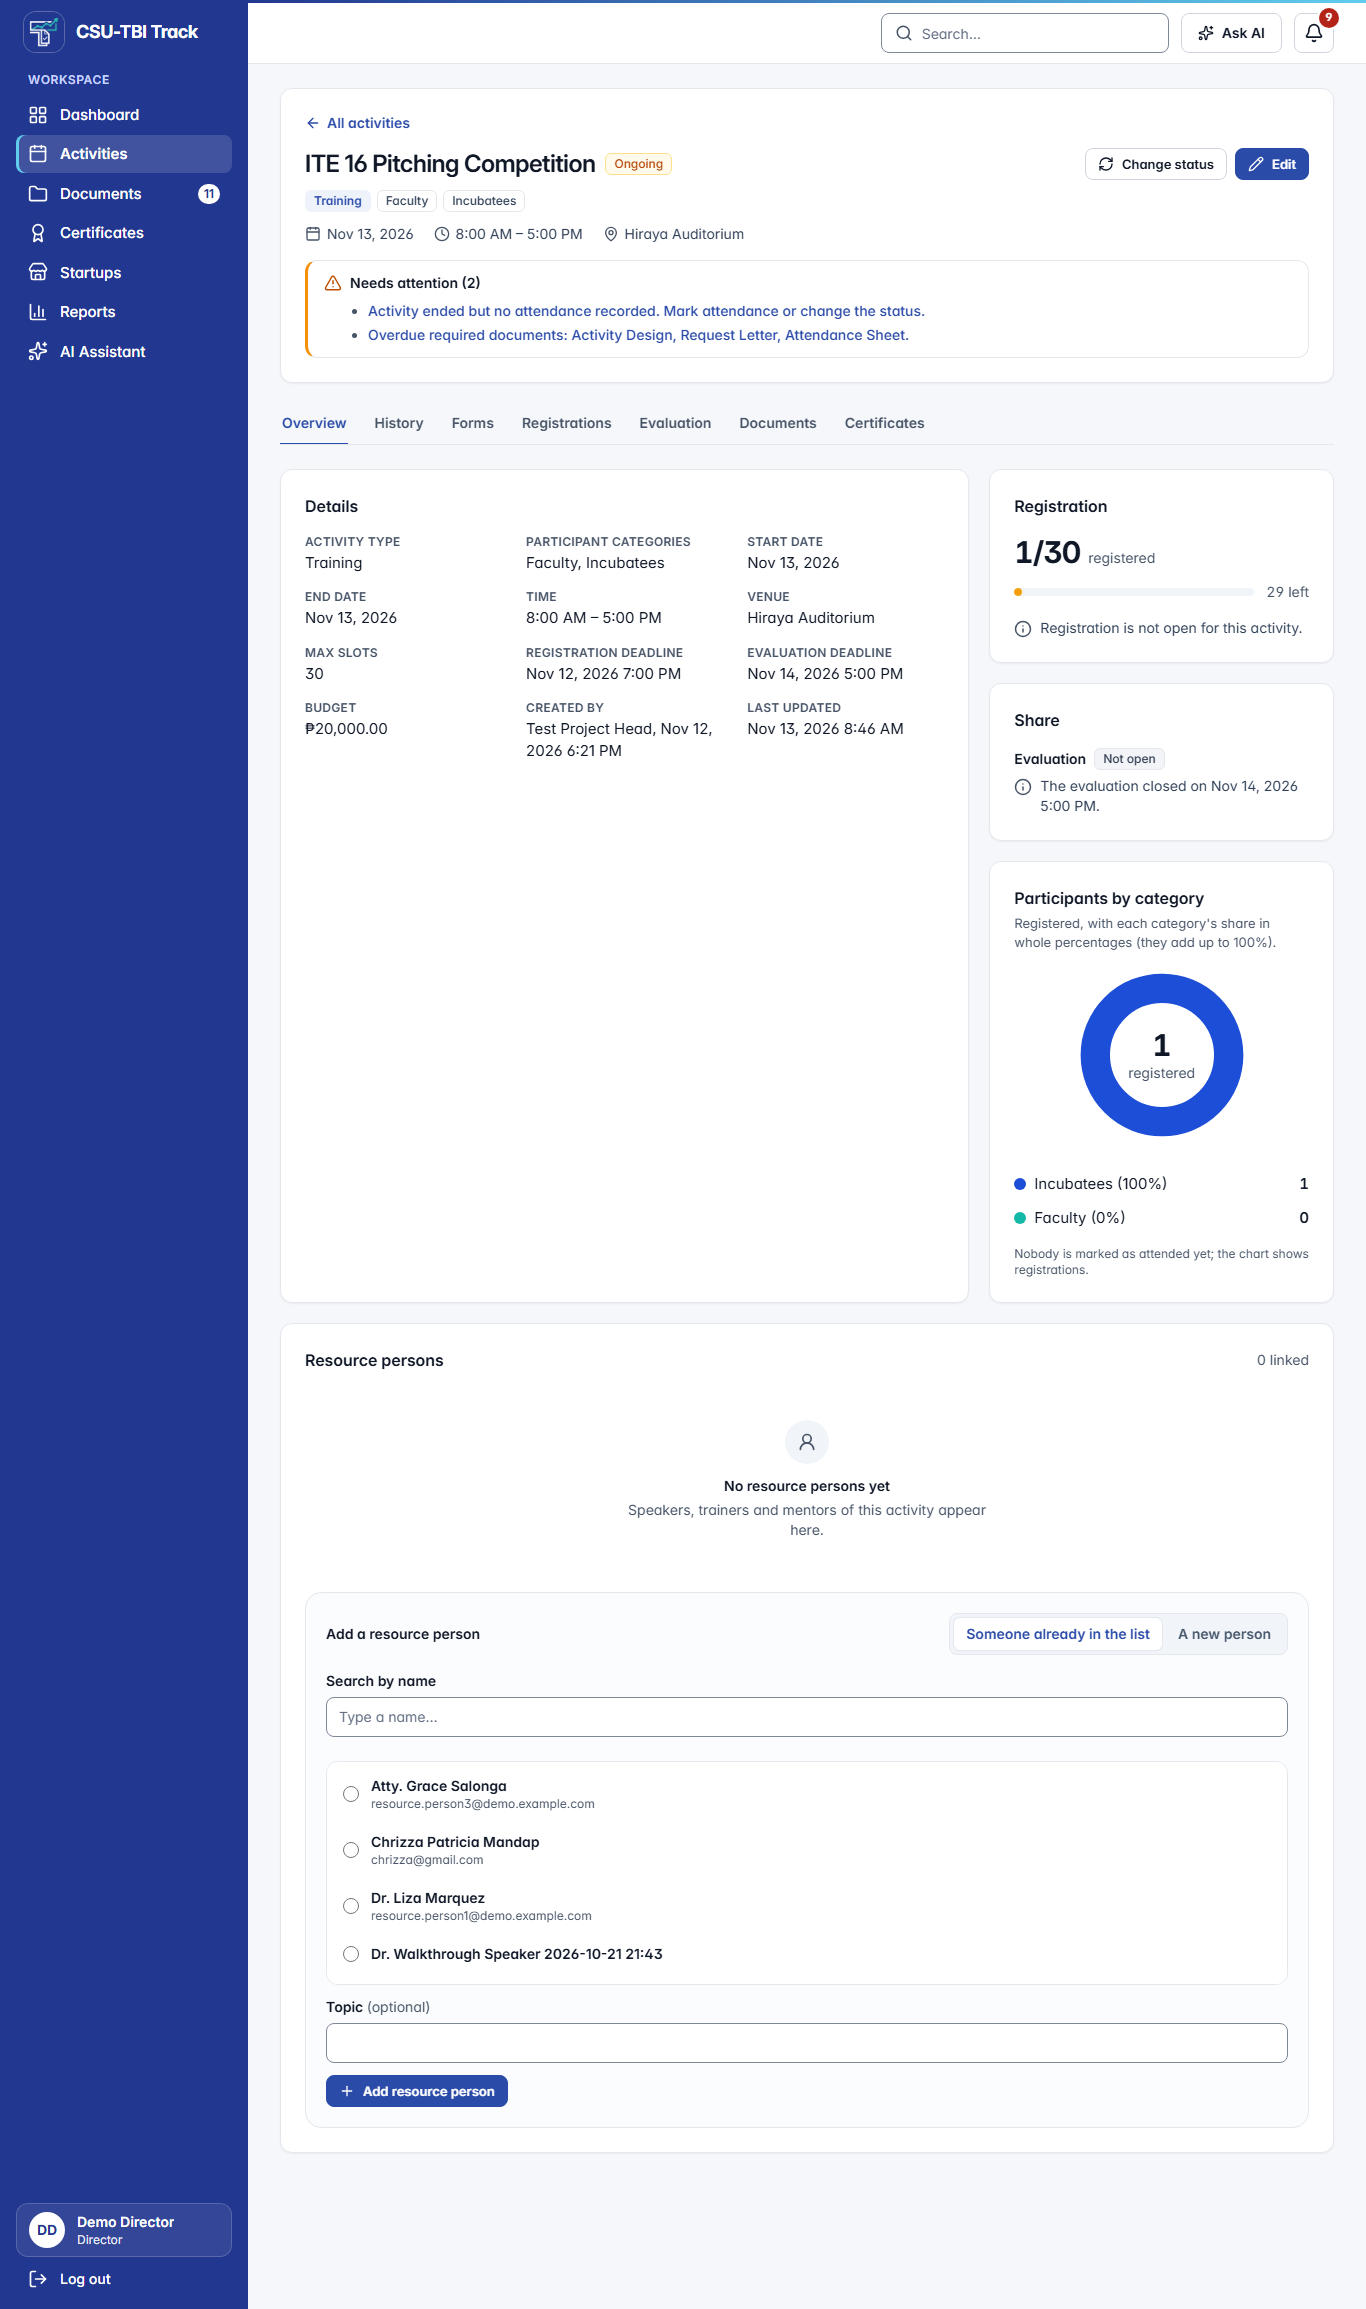 CSU-TBI Track
WORKSPACE
Dashboard
Activities
Documents 11
Certificates
Startups
Reports
AI Assistant
Search...
Ask AI
9
All activities
ITE 16 Pitching Competition Ongoing
Change status
Edit
Training Faculty Incubatees
Nov 13, 2026 8:00 AM – 5:00 PM Hiraya Auditorium
Needs attention (2)
Activity ended but no attendance recorded. Mark attendance or change the status.
Overdue required documents: Activity Design, Request Letter, Attendance Sheet.
Overview History Forms Registrations Evaluation Documents Certificates
Details
ACTIVITY TYPE
Training
PARTICIPANT CATEGORIES
Faculty, Incubatees
START DATE
Nov 13, 2026
END DATE
Nov 13, 2026
TIME
8:00 AM – 5:00 PM
VENUE
Hiraya Auditorium
MAX SLOTS
30
REGISTRATION DEADLINE
Nov 12, 2026 7:00 PM
EVALUATION DEADLINE
Nov 14, 2026 5:00 PM
BUDGET
₱20,000.00
CREATED BY
Test Project Head, Nov 12,
2026 6:21 PM
LAST UPDATED
Nov 13, 2026 8:46 AM
Registration
1/30 registered
29 left
Registration is not open for this activity.
Share
Evaluation Not open
The evaluation closed on Nov 14, 2026
5:00 PM.
Participants by category
Registered, with each category's share in
whole percentages (they add up to 100%).
1
registered
Incubatees (100%) 1
Faculty (0%) 0
Nobody is marked as attended yet; the chart shows
registrations.
Resource persons
0 linked
No resource persons yet
Speakers, trainers and mentors of this activity appear
here.
Add a resource person
Someone already in the list
A new person
Search by name
Type a name...
Atty. Grace Salonga
resource.person3@demo.example.com
Chrizza Patricia Mandap
chrizza@gmail.com
Dr. Liza Marquez
resource.person1@demo.example.com
Dr. Walkthrough Speaker 2026-10-21 21:43
Topic (optional)
Add resource person
DD
Demo Director
Director
Log out